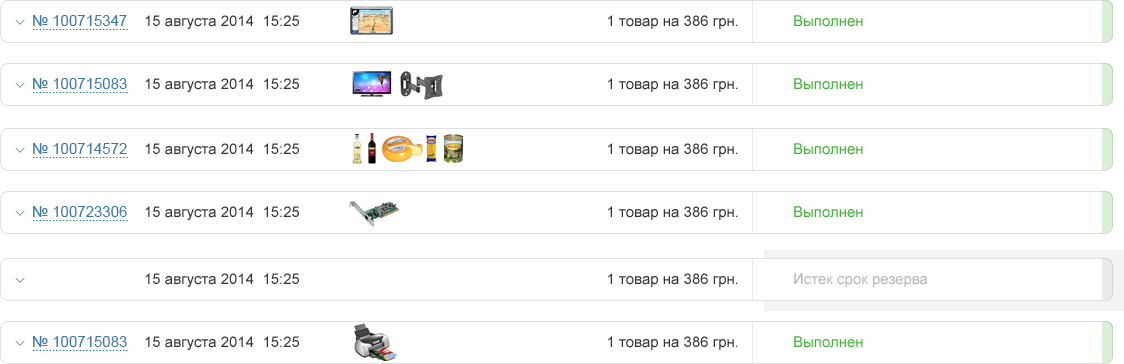 № 100715347 15 августа 2014 15:25 1 товар на 386 грн. Выполнен
№ 100715083 15 августа 2014 15:25 1 товар на 386 грн. Выполнен
№ 100714572 15 августа 2014 15:25 1 товар на 386 грн. Выполнен
№ 100723306 15 августа 2014 15:25 1 товар на 386 грн. Выполнен
15 августа 2014 15:25 1 товар на 386 грн. Истек срок резерва
№ 100715083 15 августа 2014 15:25 1 товар на 386 грн. Выполнен